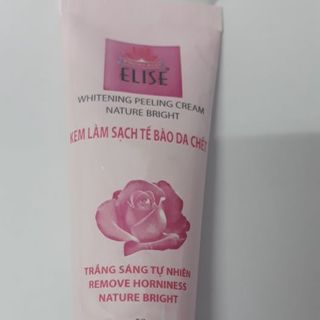 ELISE
WHITENING PEELING CREAM
NATURE BRIGHT
KEM LÀM SẠCH TẾ BÀO DA CHẾT
TRẮNG SÁNG TỰ NHIÊN
REMOVE HORNINESS
NATURE BRIGHT